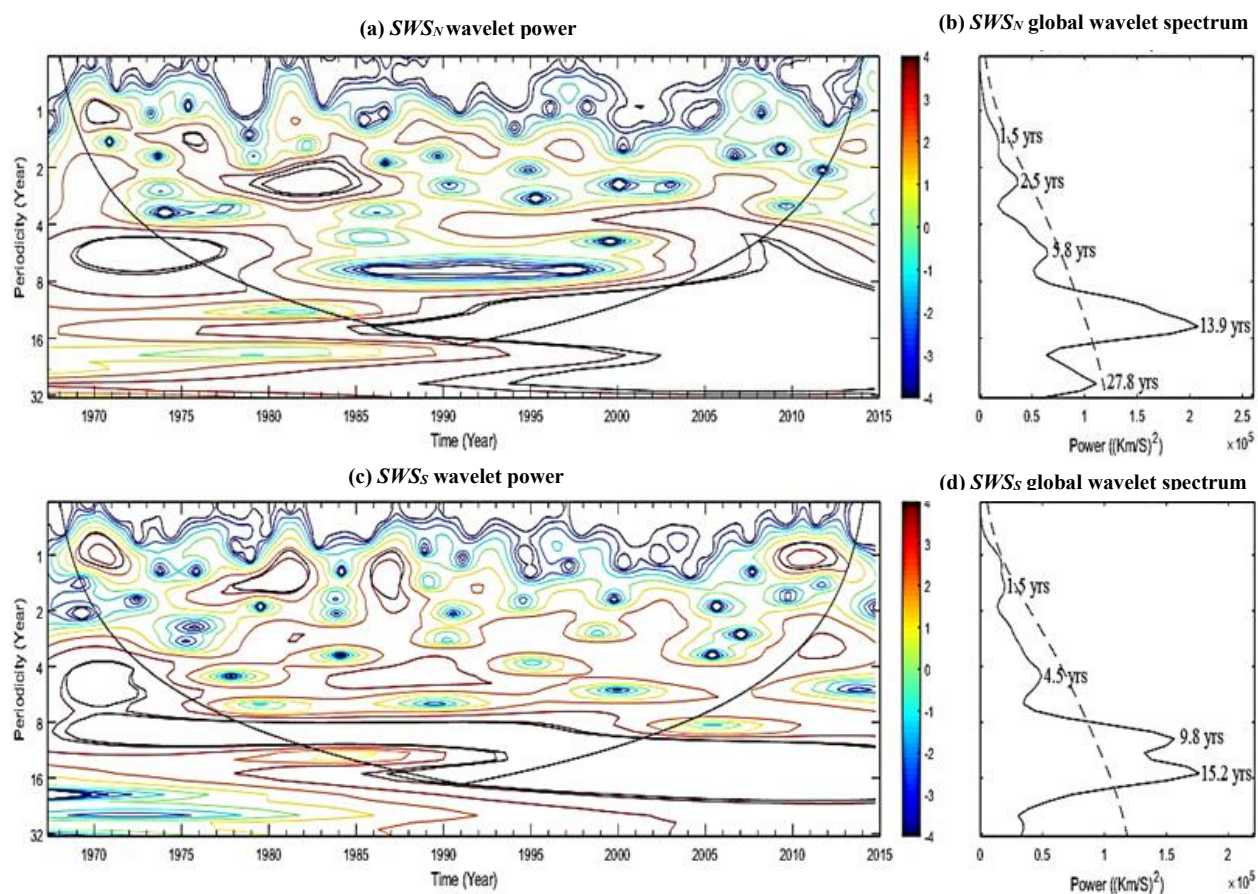 (a) SWSN wavelet power
(b) SWSN global wavelet spectrum
Periodicity (Year)
1
2
4
8
16
32
1970 1975 1980 1985 1990 1995 2000 2005 2010 2015
Time (Year)
4
3
2
1
0
-1
-2
-3
-4
1.5 yrs
2.5 yrs
5.8 yrs
13.9 yrs
27.8 yrs
0 0.5 1 1.5 2 2.5
Power ((Km/S)2) ×105
(c) SWSS wavelet power
(d) SWSS global wavelet spectrum
Periodicity (Year)
1
2
4
8
16
32
1970 1975 1980 1985 1990 1995 2000 2005 2010 2015
Time (Year)
4
3
2
1
0
-1
-2
-3
-4
1.5 yrs
4.5 yrs
9.8 yrs
15.2 yrs
0 0.5 1 1.5 2
Power ((Km/S)2) ×105